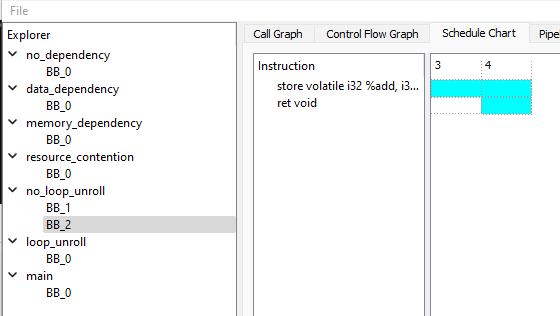 File
Explorer
no_dependency
BB_0
data_dependency
BB_0
memory_dependency
BB_0
resource_contention
BB_0
no_loop_unroll
BB_1
BB_2
loop_unroll
BB_0
main
BB_0
Call Graph Control Flow Graph Schedule Chart Pipe
Instruction
store volatile i32 %add, i3...
ret void
3 4